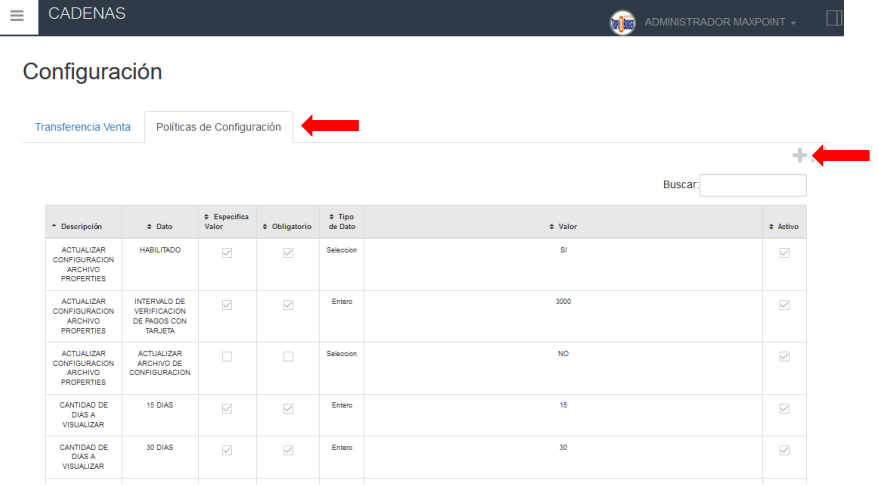 CADENAS
ADMINISTRADOR MAXPOINT
Configuración
Transferencia Venta
Políticas de Configuración
Buscar:
Descripción
Dato
Especifica
Valor
Obligatorio
Tipo
de Dato
Valor
Activo
ACTUALIZAR
CONFIGURACION
ARCHIVO
PROPERTIES
HABILITADO
Seleccion
SI
ACTUALIZAR
CONFIGURACION
ARCHIVO
PROPERTIES
INTERVALO DE
VERIFICACION
DE PAGOS CON
TARJETA
Entero
3000
ACTUALIZAR
CONFIGURACION
ARCHIVO
PROPERTIES
ACTUALIZAR
ARCHIVO DE
CONFIGURACION
Seleccion
NO
CANTIDAD DE
DIAS A
VISUALIZAR
15 DIAS
Entero
15
CANTIDAD DE
DIAS A
VISUALIZAR
30 DIAS
Entero
30